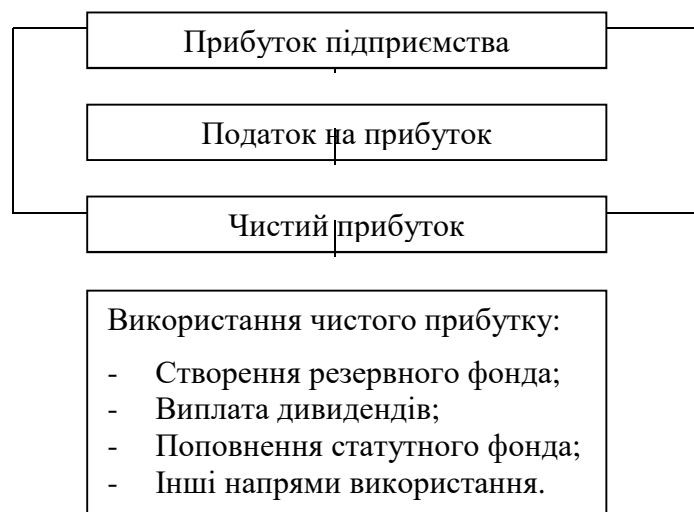 Прибуток підприємства
Податок на прибуток
Чистий прибуток
Використання чистого прибутку:
- Створення резервного фонда;
- Виплата дивидендів;
- Поповнення статутного фонда;
- Інші напрями використання.